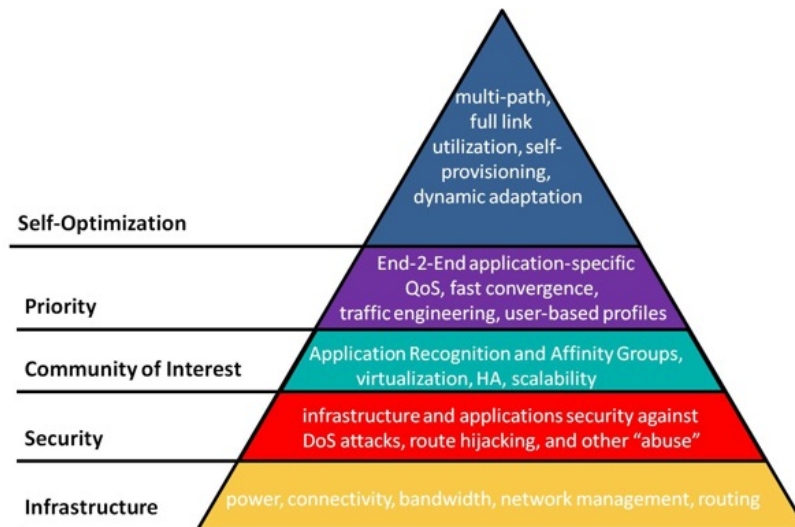 multi-path,
full link
utilization, self-
provisioning,
dynamic adaptation
Self-Optimization
End-2-End application-specific
QoS, fast convergence,
traffic engineering, user-based profiles
Priority
Application Recognition and Affinity Groups,
virtualization, HA, scalability
Community of Interest
infrastructure and applications security against
DoS attacks, route hijacking, and other “abuse”
Security
power, connectivity, bandwidth, network management, routing
Infrastructure